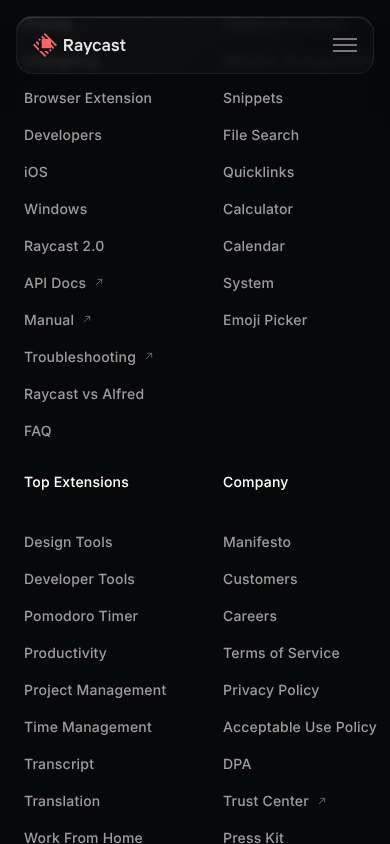 Raycast
Browser Extension
Developers
iOS
Windows
Raycast 2.0
API Docs ↗
Manual ↗
Troubleshooting ↗
Raycast vs Alfred
FAQ
Snippets
File Search
Quicklinks
Calculator
Calendar
System
Emoji Picker
Top Extensions
Design Tools
Developer Tools
Pomodoro Timer
Productivity
Project Management
Time Management
Transcript
Translation
Work From Home
Company
Manifesto
Customers
Careers
Terms of Service
Privacy Policy
Acceptable Use Policy
DPA
Trust Center ↗
Press Kit